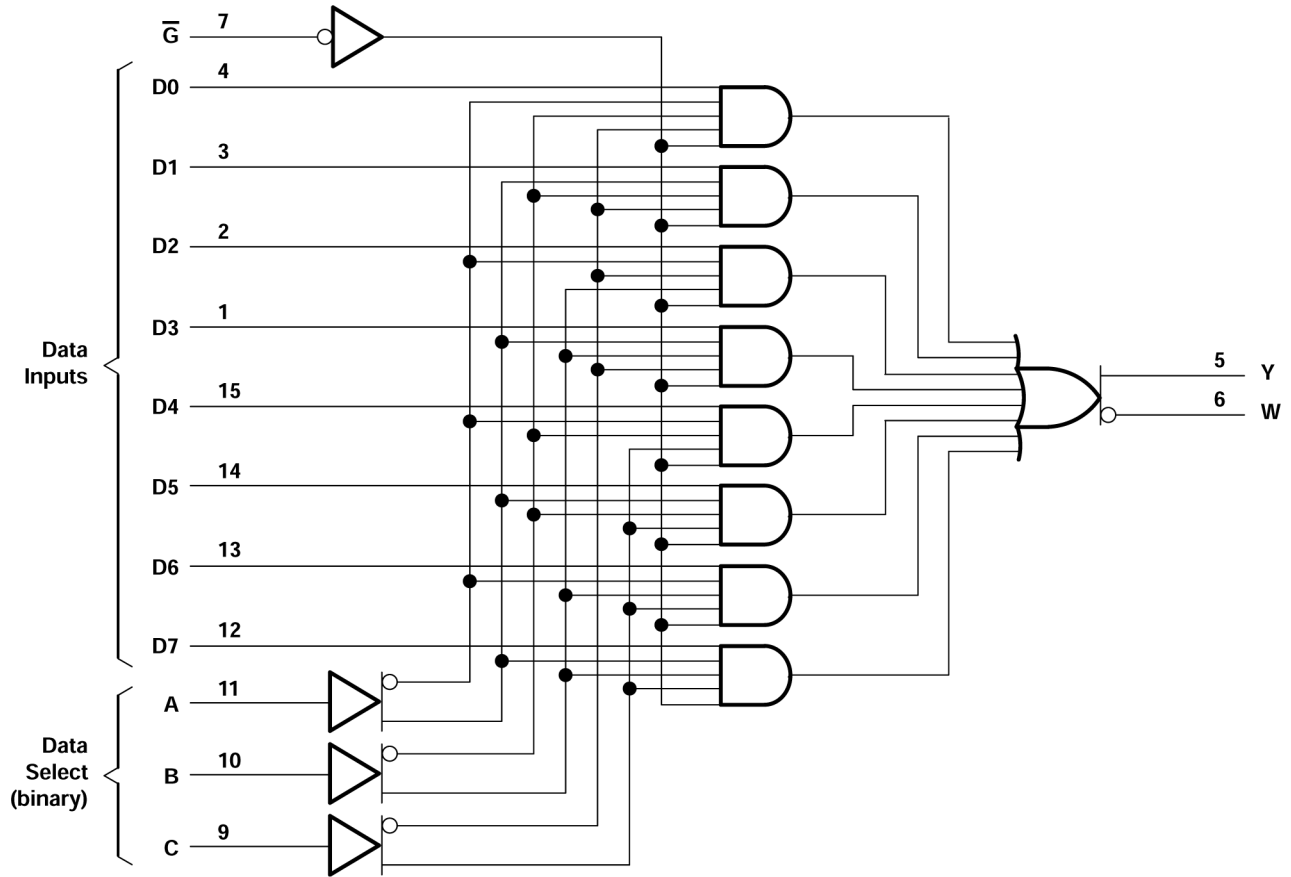 G̅ 7
D0 4
D1 3
D2 2
D3 1
Data
Inputs
D4 15
D5 14
D6 13
D7 12
5 Y
6 W
A 11
Data
Select
(binary)
B 10
C 9